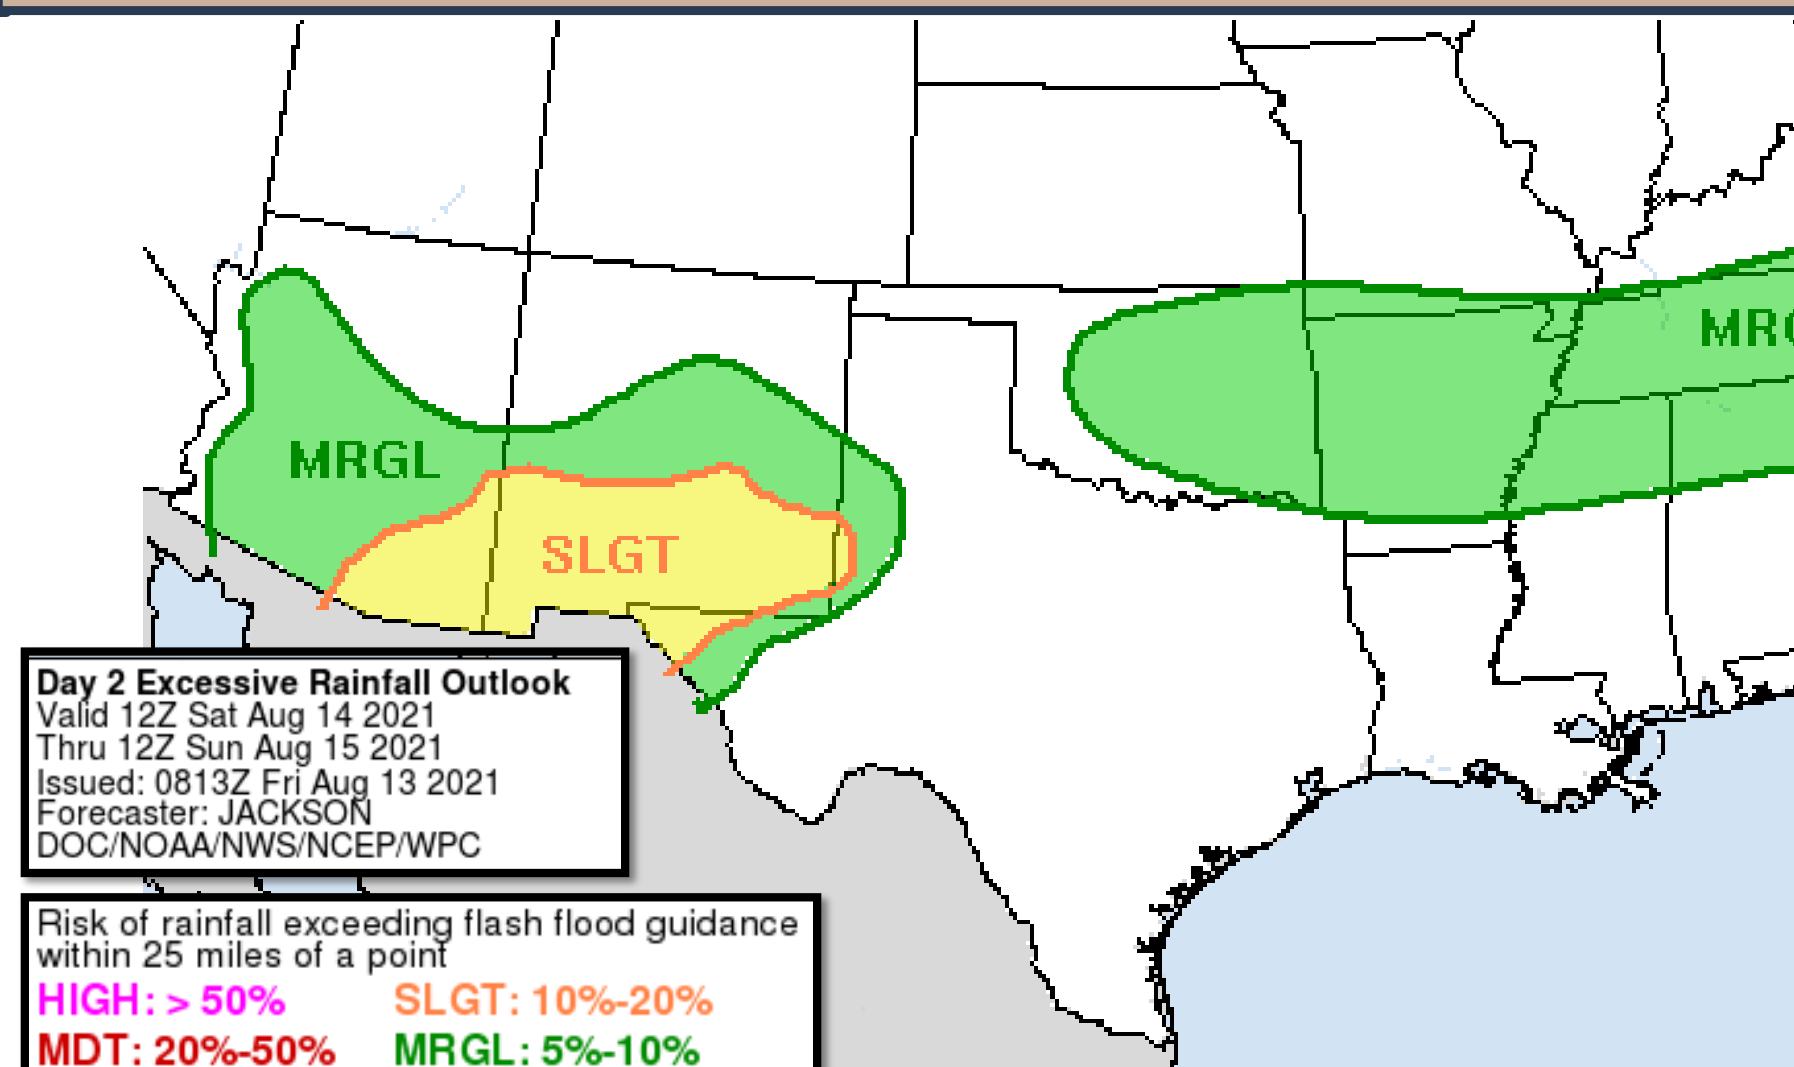 MRGL
SLGT
Day 2 Excessive Rainfall Outlook
Valid 12Z Sat Aug 14 2021
Thru 12Z Sun Aug 15 2021
Issued: 0813Z Fri Aug 13 2021
Forecaster: JACKSON
DOC/NOAA/NWS/NCEP/WPC
Risk of rainfall exceeding flash flood guidance
within 25 miles of a point
HIGH: > 50% SLGT: 10%-20%
MDT: 20%-50% MRGL: 5%-10%